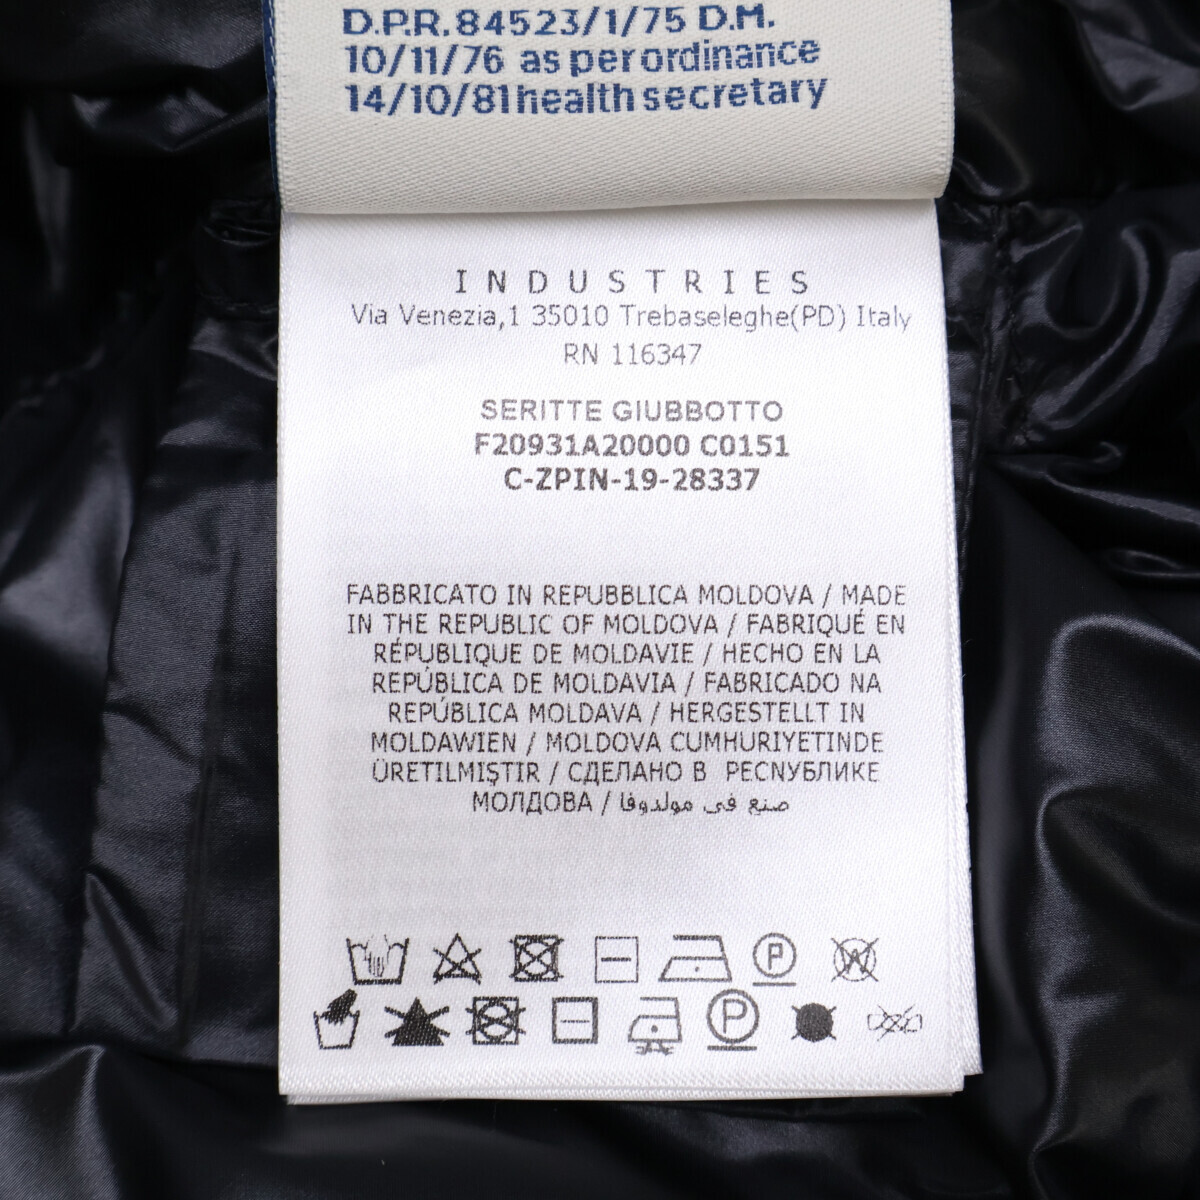 D.P.R. 84523/1/75 D.M.
10/11/76 as per ordinance
14/10/81 health secretary
INDUSTRIES
Via Venezia,1 35010 Trebaseleghe(PD) Italy
RN 116347
SERITTE GIUBBOTTO
F20931A20000 C0151
C-ZPIN-19-28337
FABBRICATO IN REPUBBLICA MOLDOVA / MADE
IN THE REPUBLIC OF MOLDOVA / FABRIQUÉ EN
RÉPUBLIQUE DE MOLDAVIE / HECHO EN LA
REPÚBLICA DE MOLDAVIA / FABRICADO NA
REPÚBLICA MOLDAVA / HERGESTELLT IN
MOLDAWIEN / MOLDOVA CUMHURIYETINDE
ÜRETILMIŞTIR / СДЕЛАНО В РЕСПУБЛИКЕ
МОЛДОВА / صنع في مولدوفا
P W
P